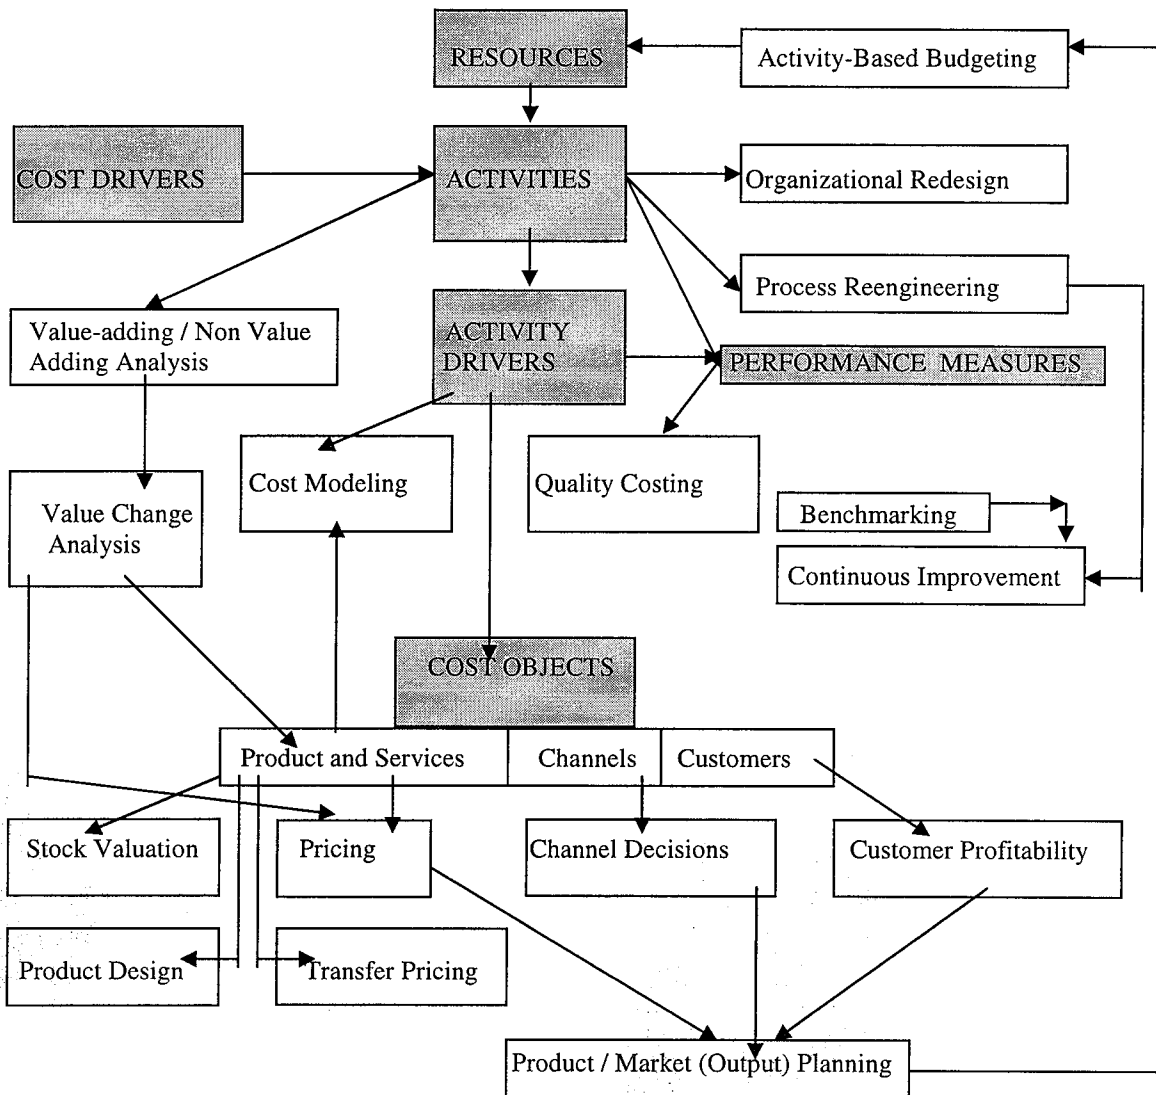 RESOURCES
Activity-Based Budgeting
COST DRIVERS
ACTIVITIES
Organizational Redesign
Process Reengineering
Value-adding / Non Value
Adding Analysis
ACTIVITY
DRIVERS
PERFORMANCE MEASURES
Cost Modeling
Quality Costing
Value Change
Analysis
Benchmarking
Continuous Improvement
COST OBJECTS
Product and Services
Channels
Customers
Stock Valuation
Pricing
Channel Decisions
Customer Profitability
Product Design
Transfer Pricing
Product / Market (Output) Planning